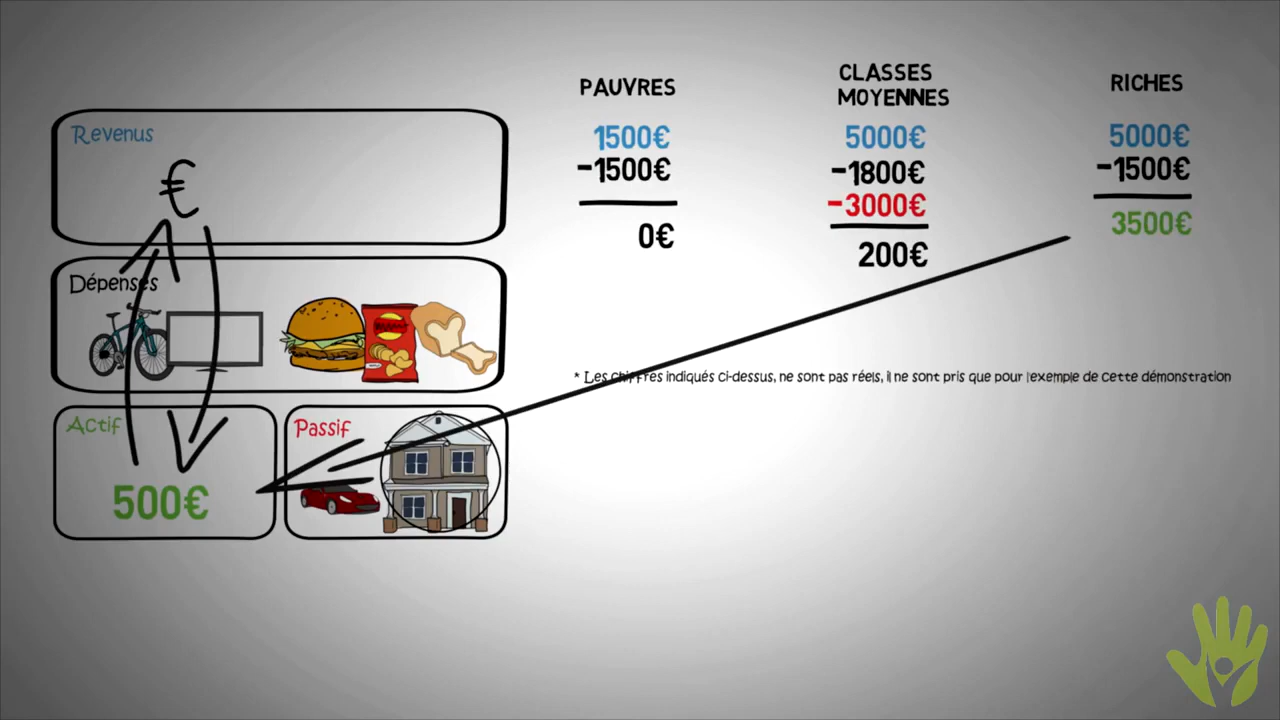 Revenus
€
Dépenses
Actif
500€
Passif
PAUVRES
1500€
-1500€
0€
CLASSES
MOYENNES
5000€
-1800€
-3000€
200€
RICHES
5000€
-1500€
3500€
* Les chiffres indiqués ci-dessus, ne sont pas réels, il ne sont pris que pour l'exemple de cette démonstration